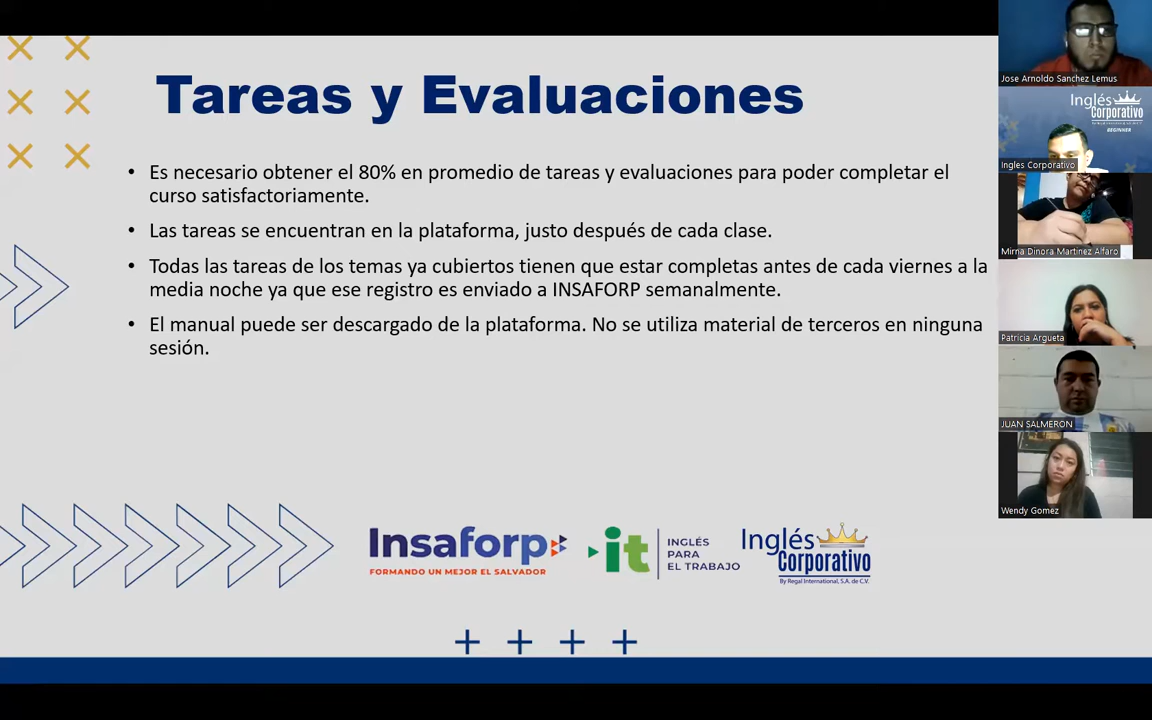 Tareas y Evaluaciones
• Es necesario obtener el 80% en promedio de tareas y evaluaciones para poder completar el
curso satisfactoriamente.
• Las tareas se encuentran en la plataforma, justo después de cada clase.
• Todas las tareas de los temas ya cubiertos tienen que estar completas antes de cada viernes a la
media noche ya que ese registro es enviado a INSAFORP semanalmente.
• El manual puede ser descargado de la plataforma. No se utiliza material de terceros en ninguna
sesión.
Insaforp
FORMANDO UN MEJOR EL SALVADOR
it
INGLÉS
PARA
EL TRABAJO
Inglés
Corporativo
By Regal International, S.A. de C.V.
Jose Arnoldo Sanchez Lemus
Inglés
Corporativo
BEGINNER
Ingles Corporativo
Mirna Dinora Martinez Alfaro
Patricia Argueta
JUAN SALMERON
Wendy Gomez